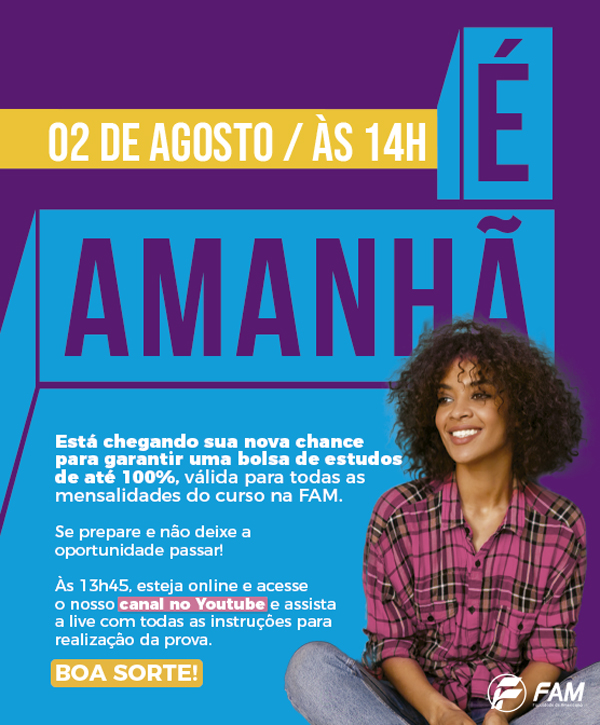 02 DE AGOSTO / ÀS 14H
É
AMANHÃ
Está chegando sua nova chance
para garantir uma bolsa de estudos
de até 100%, válida para todas as
mensalidades do curso na FAM.
Se prepare e não deixe a
oportunidade passar!
Às 13h45, esteja online e acesse
o nosso canal no Youtube e assista
a live com todas as instruções para
realização da prova.
BOA SORTE!
FAM